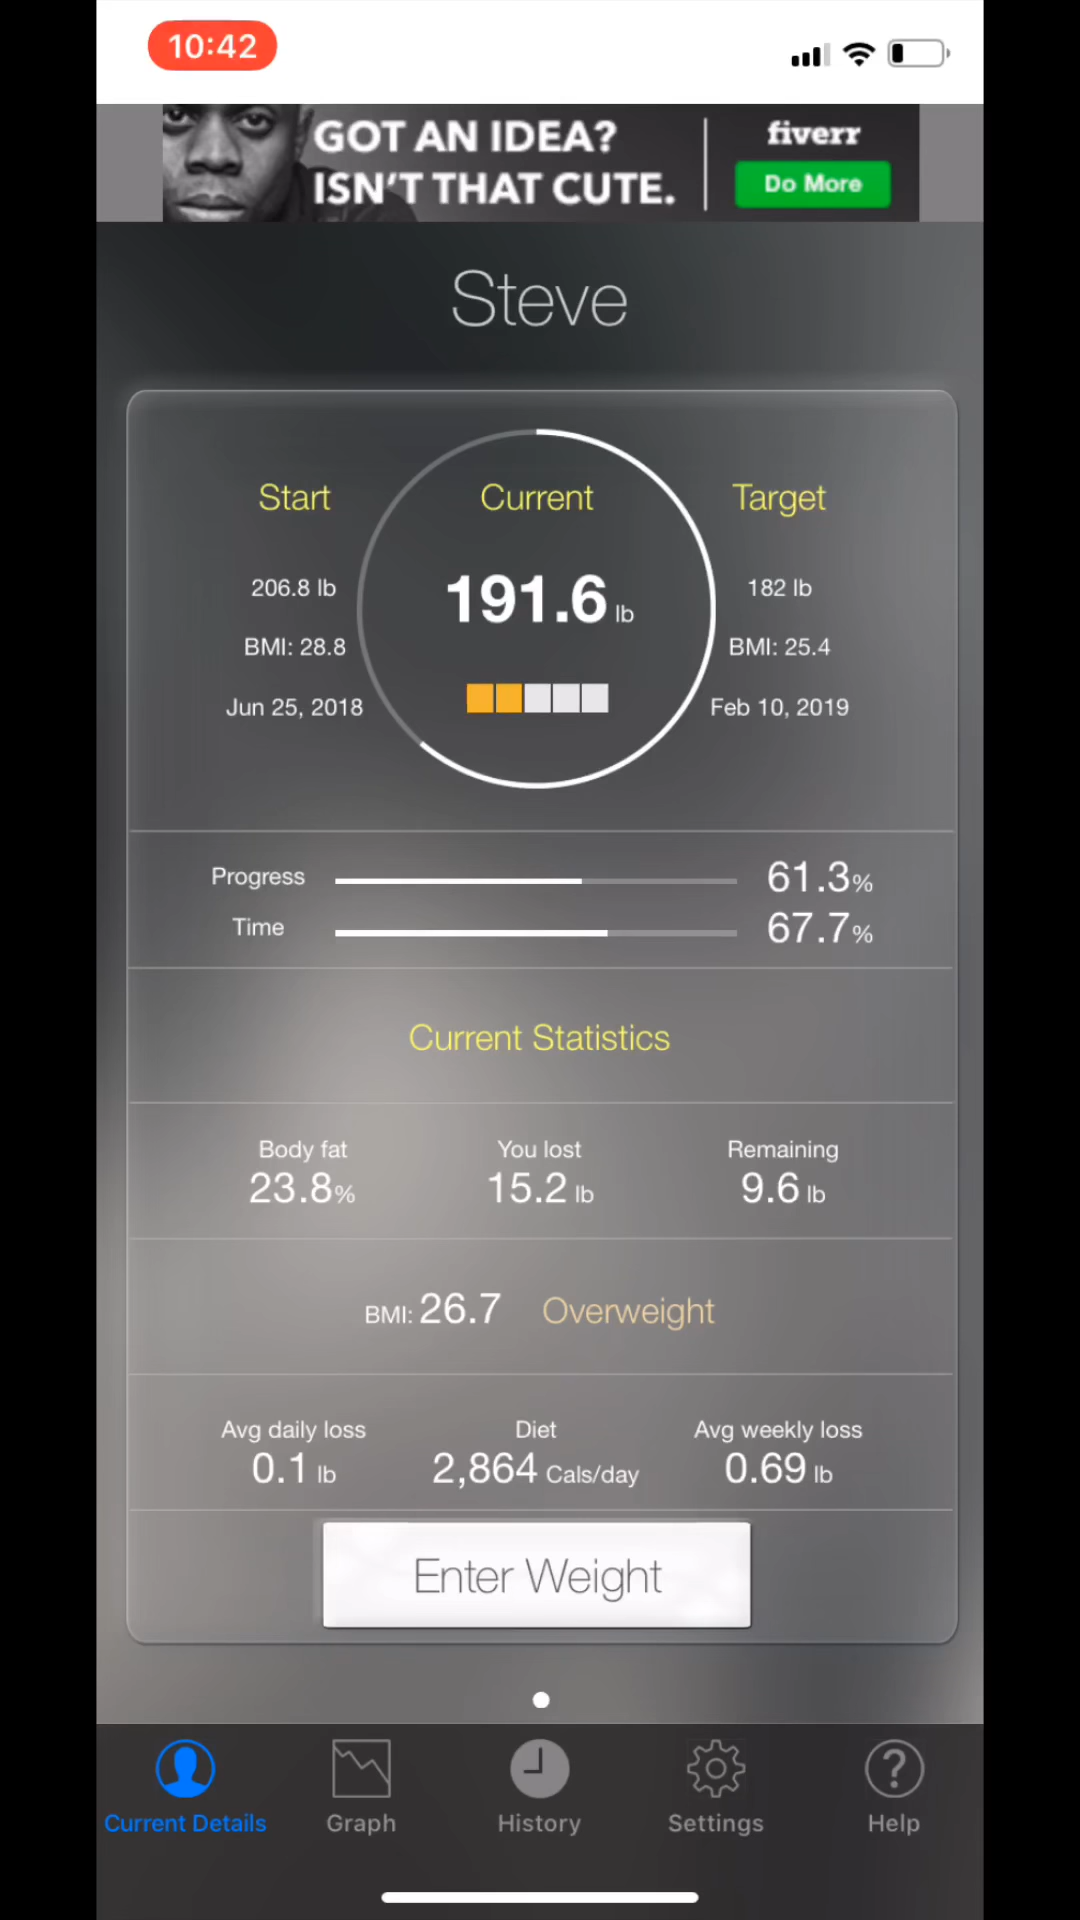 10:42
GOT AN IDEA?
ISN'T THAT CUTE.
fiverr
Do More
Steve
Start
Current
Target
206.8 lb
191.6 lb
182 lb
BMI: 28.8
BMI: 25.4
Jun 25, 2018
Feb 10, 2019
Progress
61.3%
Time
67.7%
Current Statistics
Body fat
You lost
Remaining
23.8%
15.2 lb
9.6 lb
BMI: 26.7 Overweight
Avg daily loss
Diet
Avg weekly loss
0.1 lb
2,864 Cals/day
0.69 lb
Enter Weight
Current Details
Graph
History
Settings
Help